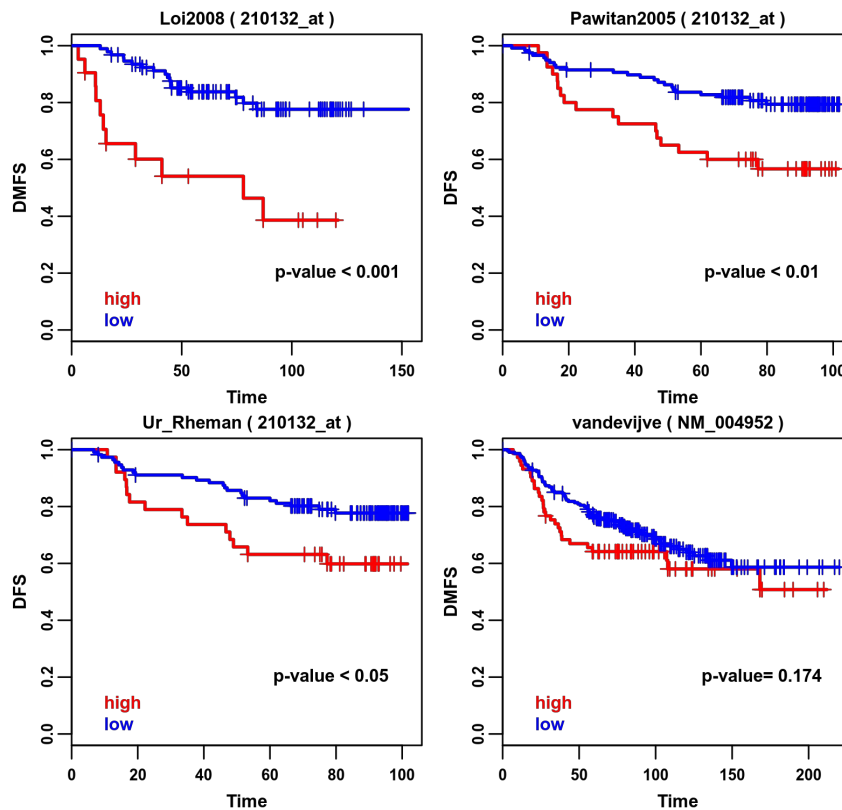 Loi2008 ( 210132_at )
DMFS
1.0
0.8
0.6
0.4
0.2
0.0
p-value < 0.001
high
low
0 50 100 150
Time
Pawitan2005 ( 210132_at )
DFS
1.0
0.8
0.6
0.4
0.2
0.0
p-value < 0.01
high
low
0 20 40 60 80 100
Time
Ur_Rheman ( 210132_at )
DFS
1.0
0.8
0.6
0.4
0.2
0.0
p-value < 0.05
high
low
0 20 40 60 80 100
Time
vandevijve ( NM_004952 )
DMFS
1.0
0.8
0.6
0.4
0.2
0.0
p-value= 0.174
high
low
0 50 100 150 200
Time